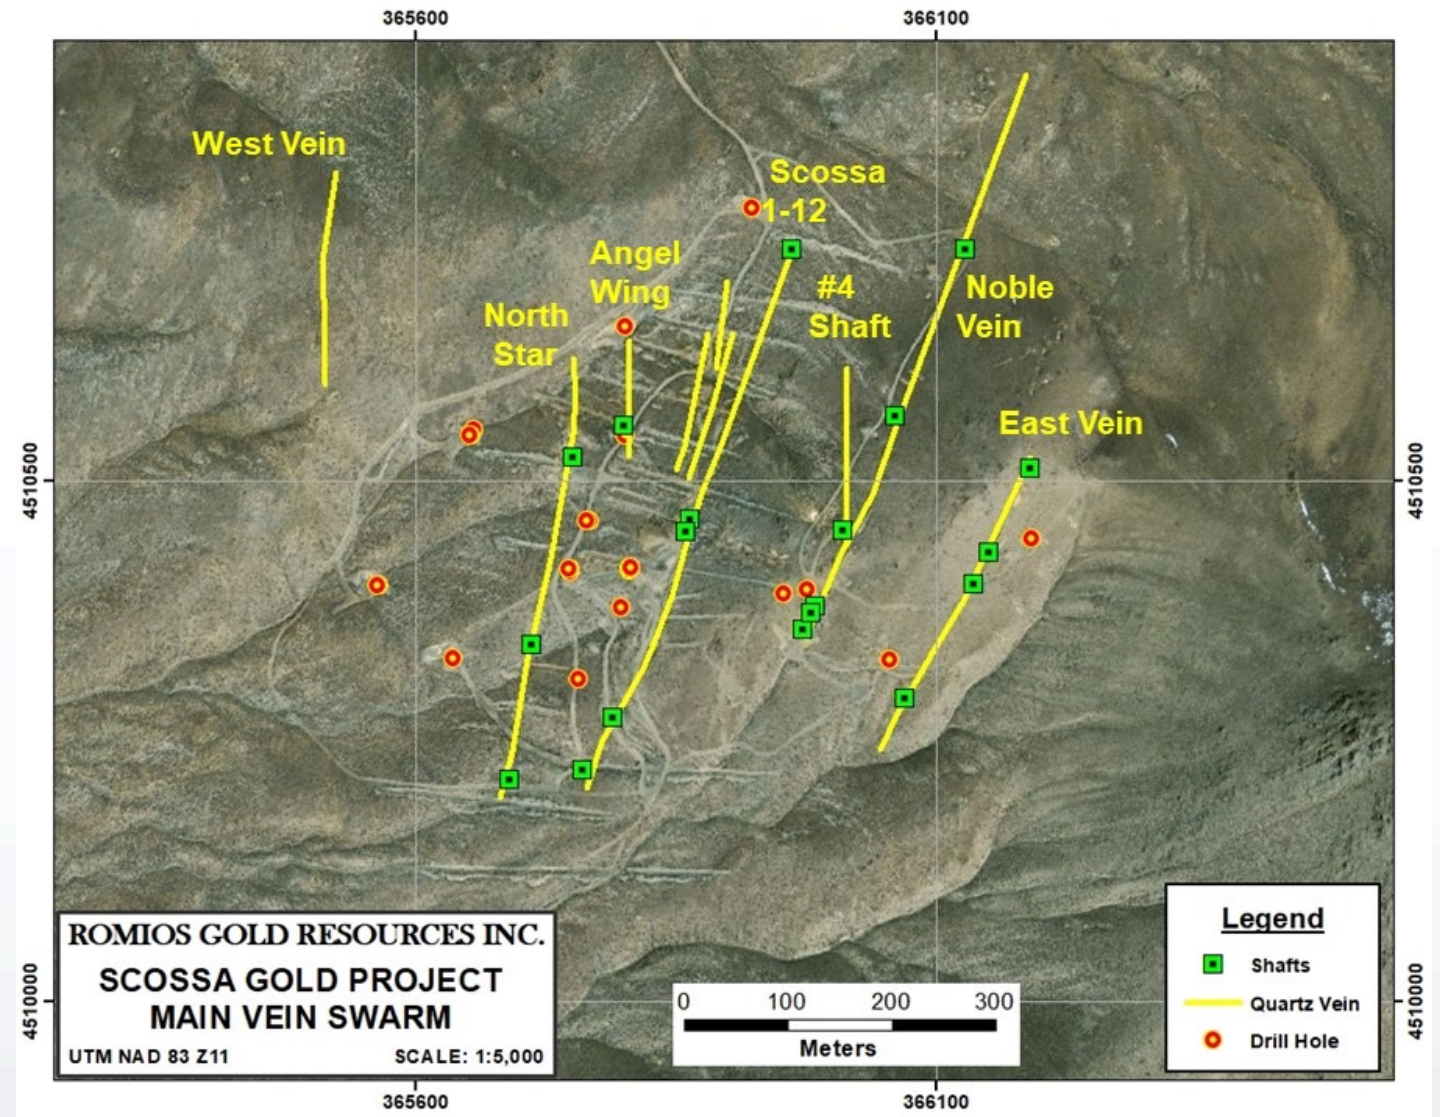 365600
366100
West Vein
Scossa
1-12
Angel
Wing
#4
Shaft
Noble
Vein
North
Star
East Vein
4510500
4510500
ROMIOS GOLD RESOURCES INC.
SCOSSA GOLD PROJECT
MAIN VEIN SWARM
UTM NAD 83 Z11
SCALE: 1:5,000
0 100 200 300
Meters
Legend
Shafts
Quartz Vein
Drill Hole
4510000
4510000
365600
366100